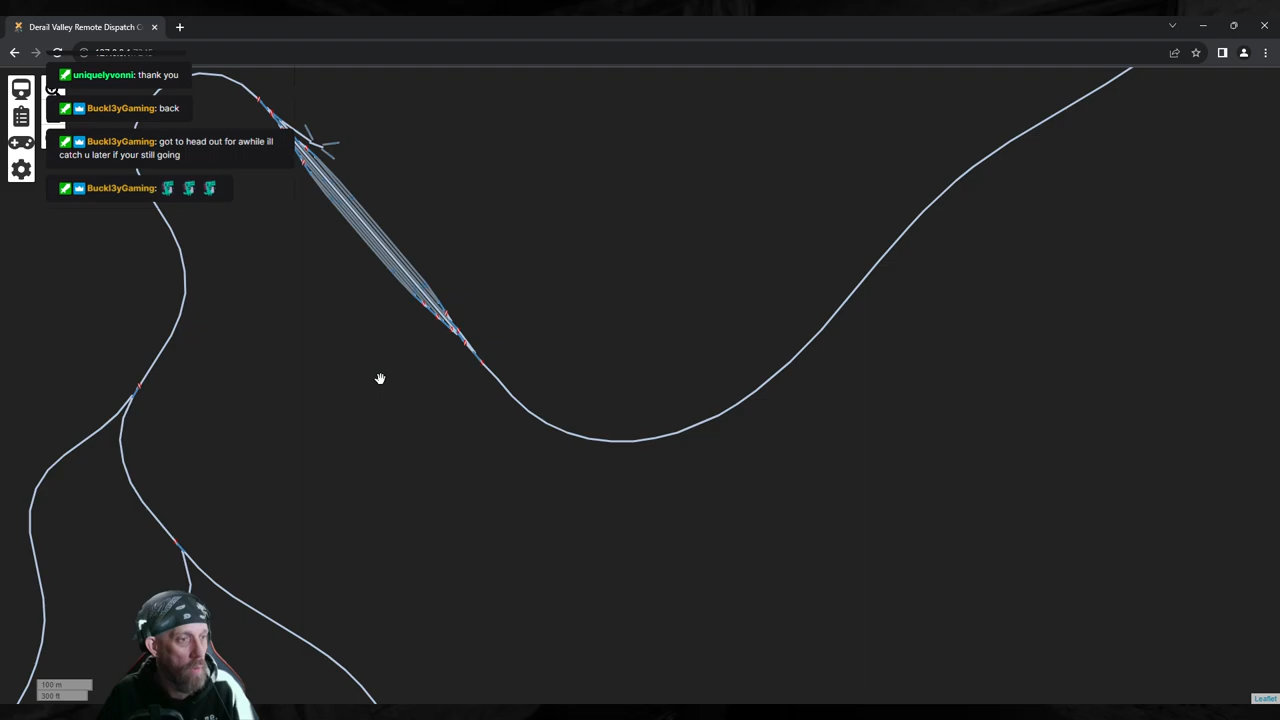 Derail Valley Remote Dispatch
uniquelyvonni: thank you
Buckl3yGaming: back
Buckl3yGaming: got to head out for awhile ill
catch u later if your still going
Buckl3yGaming:
100 m
300 ft
Leaflet